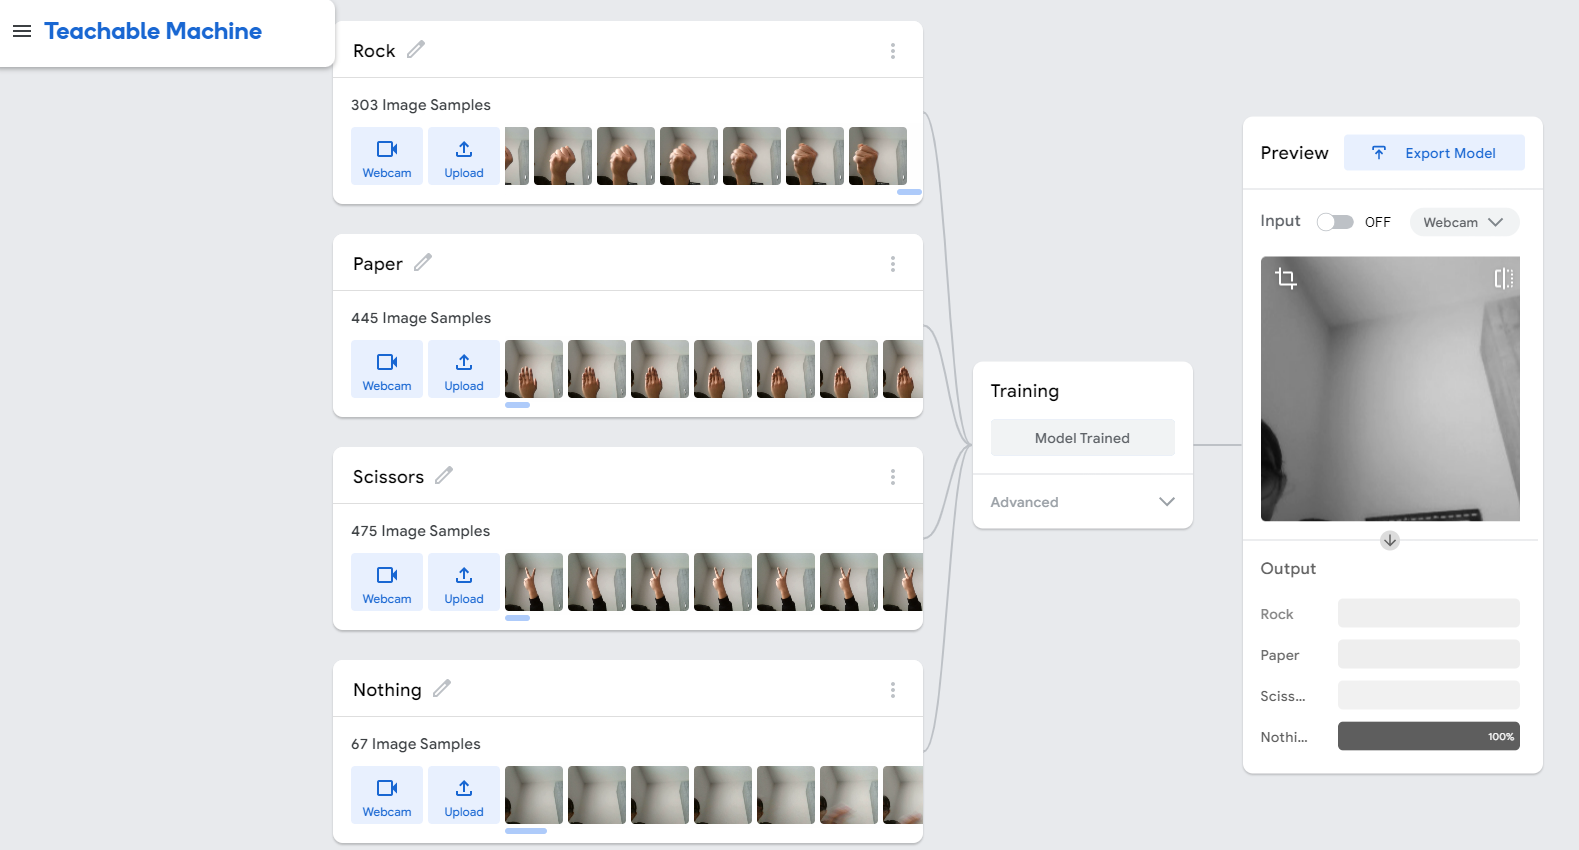 Teachable Machine
Rock
303 Image Samples
Webcam
Upload
Paper
445 Image Samples
Webcam
Upload
Scissors
475 Image Samples
Webcam
Upload
Nothing
67 Image Samples
Webcam
Upload
Training
Model Trained
Advanced
Preview
Export Model
Input
OFF
Webcam
Output
Rock
Paper
Sciss...
Nothi...
100%